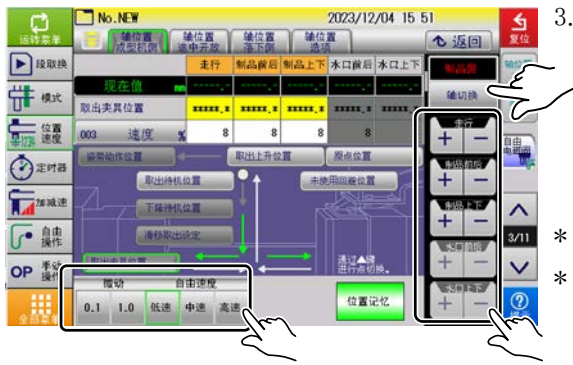 No.NEW 2023/12/04 15 51
3.
运转菜单
复位
轴位置
成型机侧
轴位置
途中开放
轴位置
落下侧
轴位置
选项
返回
段取换
走行 制品前后 制品上下 水口前后 水口上下
制品侧
现在值 mm
轴切换
模式
取出夹具位置 *****.* *****.* *****.* *****.* *****.*
位置
速度
003 速度 % 8 8 8 8 8
走行
+ −
自由
姿势动作位置 取出上升位置 原点位置
制品前后
+ −
定时器
取出待机位置 未使用回避位置
加减速
下降待机位置
制品上下
+ −
滑移取出设定
自由
操作
3/11
*
水口前后
+ −
通过▲键
进行点切换。
取出夹具位置
OP 手动
操作
*
微动 自由速度
水口上下
+ −
0.1 1.0 低速 中速 高速
位置记忆
全部菜单
?